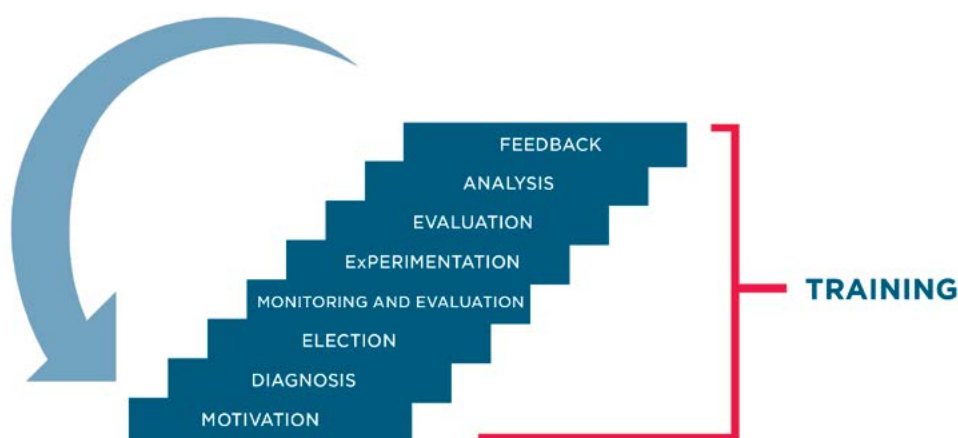 FEEDBACK
ANALYSIS
EVALUATION
ExPERIMENTATION
MONITORING AND EVALUATION
ELECTION
DIAGNOSIS
MOTIVATION
TRAINING